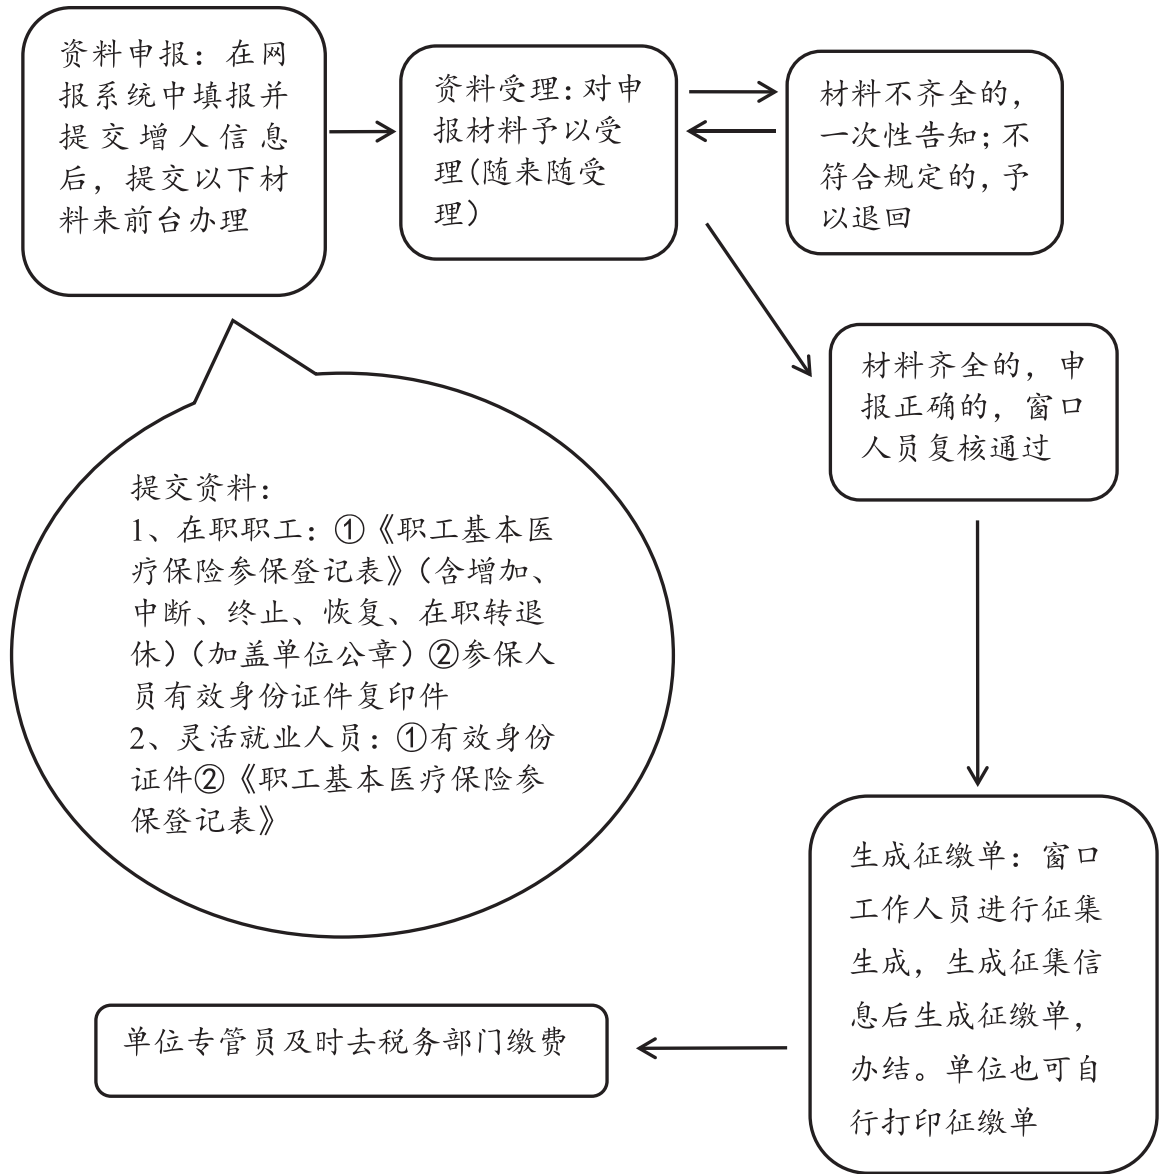 资料申报：在网
报系统中填报并
提交增人信息
后，提交以下材
料来前台办理
资料受理：对申
报材料予以受
理(随来随受
理）
材料不齐全的，
一次性告知；不
符合规定的，予
以退回
材料齐全的，申
报正确的，窗口
人员复核通过
提交资料：
1、在职职工：①《职工基本医
疗保险参保登记表》（含增加、
中断、终止、恢复、在职转退
休）（加盖单位公章）②参保人
员有效身份证件复印件
2、灵活就业人员：①有效身份
证件②《职工基本医疗保险参
保登记表》
生成征缴单：窗口
工作人员进行征集
生成，生成征集信
息后生成征缴单，
办结。单位也可自
行打印征缴单
单位专管员及时去税务部门缴费